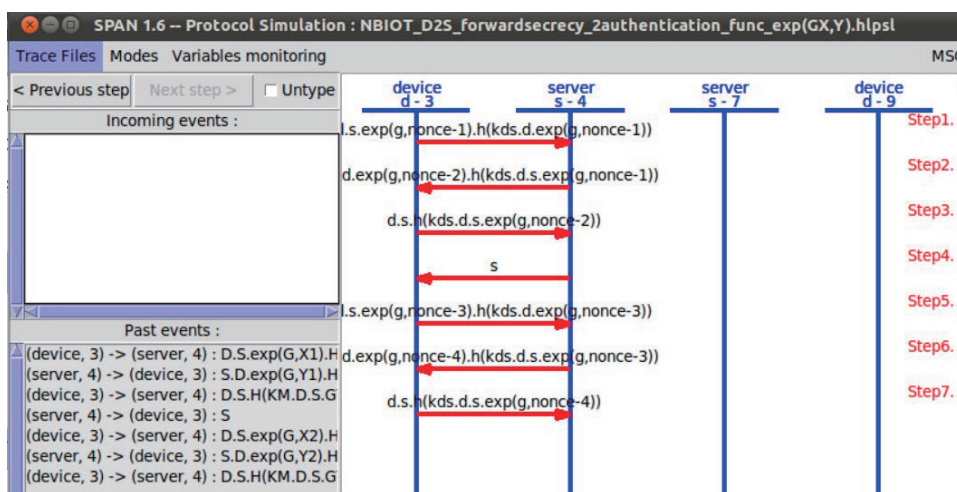 SPAN 1.6 -- Protocol Simulation : NBIOT_D2S_forwardsecrecy_2authentication_func_exp(GX,Y).hlpsl
Trace Files Modes Variables monitoring MSC
< Previous step Next step > Untype
Incoming events :
Past events :
(device, 3) -> (server, 4) : D.S.exp(G,X1).H
(server, 4) -> (device, 3) : S.D.exp(G,Y1).H
(device, 3) -> (server, 4) : D.S.H(KM.D.S.G
(server, 4) -> (device, 3) : S
(device, 3) -> (server, 4) : D.S.exp(G,X2).H
(server, 4) -> (device, 3) : S.D.exp(G,Y2).H
(device, 3) -> (server, 4) : D.S.H(KM.D.S.G
device server server device
d - 3 s - 4 s - 7 d - 9
.s.exp(g,nonce-1).h(kds.d.exp(g,nonce-1)) Step1.
d.exp(g,nonce-2).h(kds.d.s.exp(g,nonce-1)) Step2.
d.s.h(kds.d.s.exp(g,nonce-2)) Step3.
s Step4.
.s.exp(g,nonce-3).h(kds.d.exp(g,nonce-3)) Step5.
d.exp(g,nonce-4).h(kds.d.s.exp(g,nonce-3)) Step6.
d.s.h(kds.d.s.exp(g,nonce-4)) Step7.